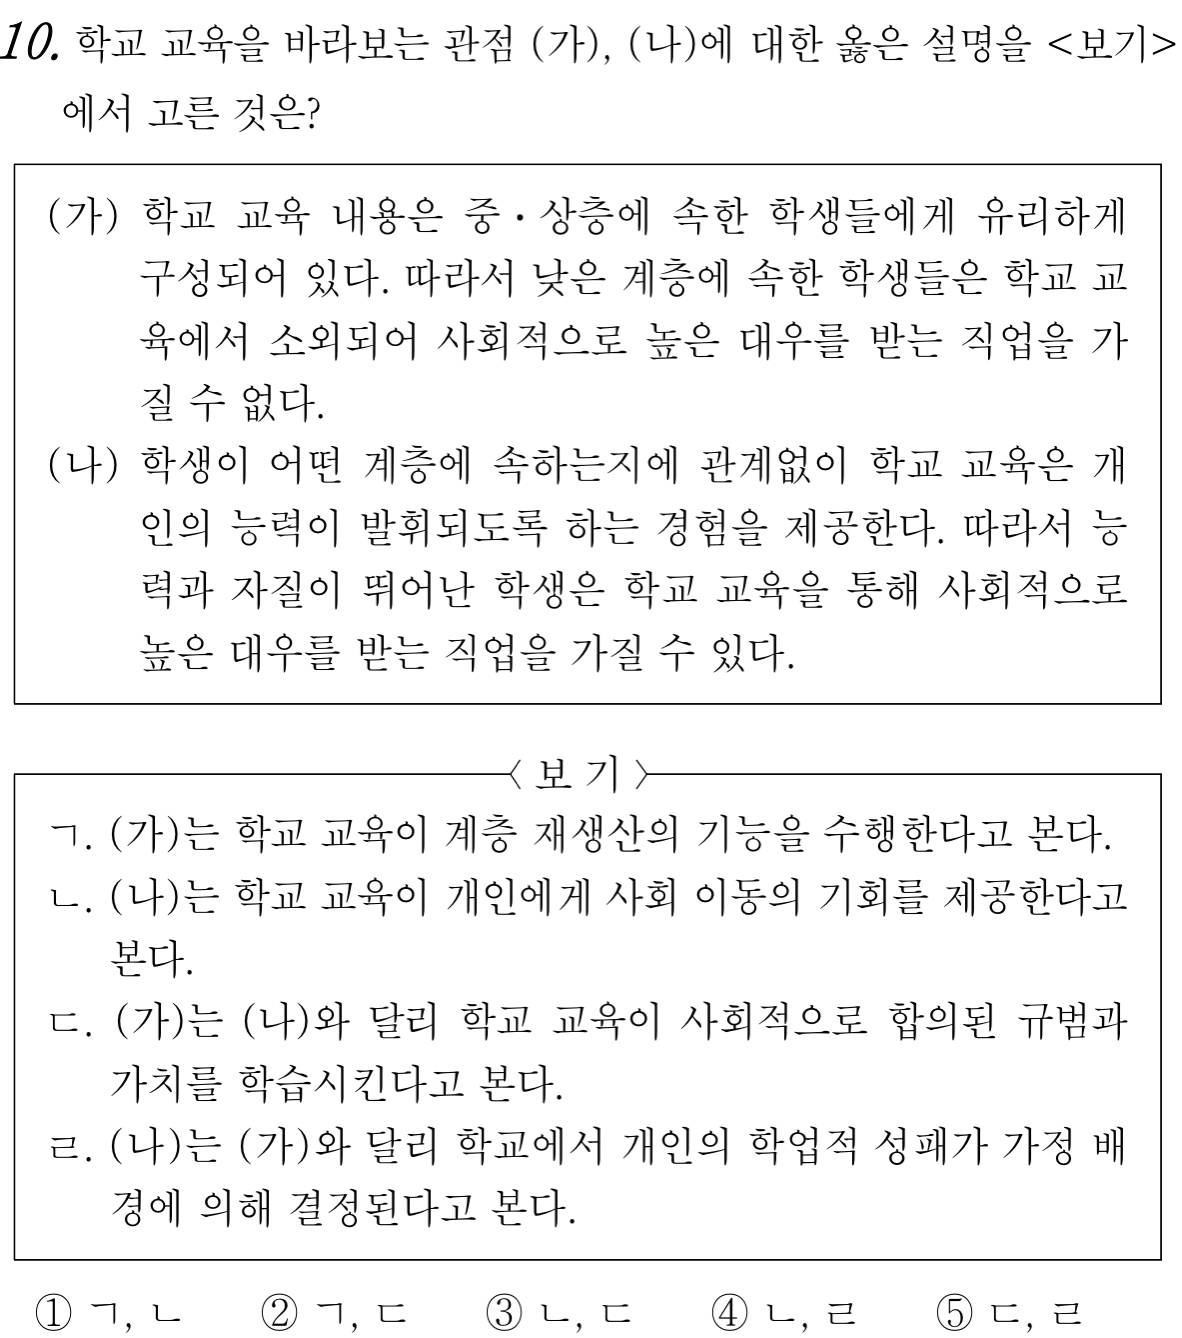 10. 학교 교육을 바라보는 관점 (가), (나)에 대한 옳은 설명을 <보기>
에서 고른 것은?
(가) 학교 교육 내용은 중·상층에 속한 학생들에게 유리하게
구성되어 있다. 따라서 낮은 계층에 속한 학생들은 학교 교
육에서 소외되어 사회적으로 높은 대우를 받는 직업을 가
질 수 없다.
(나) 학생이 어떤 계층에 속하는지에 관계없이 학교 교육은 개
인의 능력이 발휘되도록 하는 경험을 제공한다. 따라서 능
력과 자질이 뛰어난 학생은 학교 교육을 통해 사회적으로
높은 대우를 받는 직업을 가질 수 있다.
<보 기>
ㄱ. (가)는 학교 교육이 계층 재생산의 기능을 수행한다고 본다.
ㄴ. (나)는 학교 교육이 개인에게 사회 이동의 기회를 제공한다고
본다.
ㄷ. (가)는 (나)와 달리 학교 교육이 사회적으로 합의된 규범과
가치를 학습시킨다고 본다.
ㄹ. (나)는 (가)와 달리 학교에서 개인의 학업적 성패가 가정 배
경에 의해 결정된다고 본다.
① ㄱ, ㄴ ② ㄱ, ㄷ ③ ㄴ, ㄷ ④ ㄴ, ㄹ ⑤ ㄷ, ㄹ